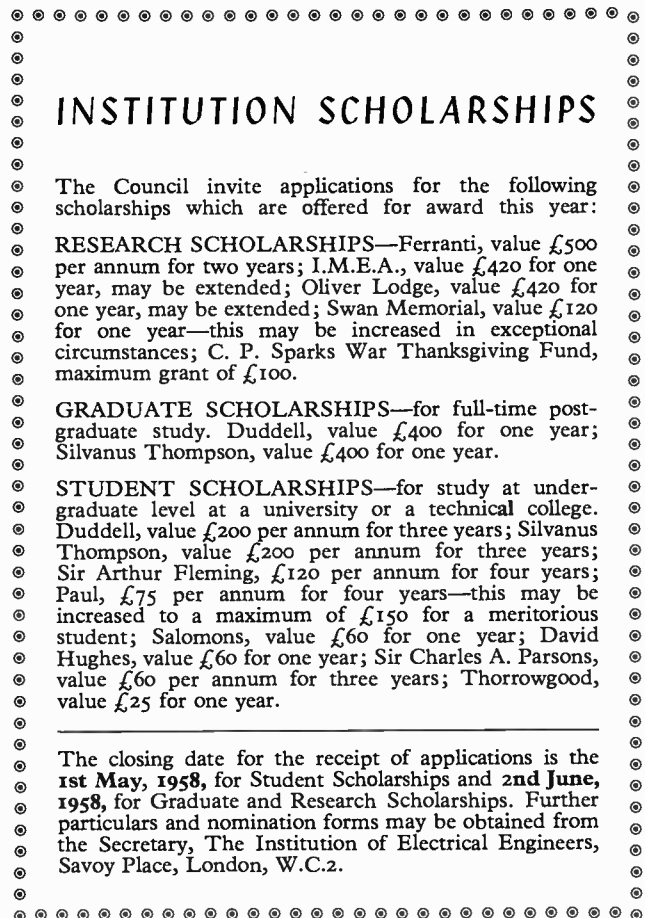 INSTITUTION SCHOLARSHIPS
The Council invite applications for the following
scholarships which are offered for award this year:
RESEARCH SCHOLARSHIPS—Ferranti, value £500
per annum for two years; I.M.E.A., value £420 for one
year, may be extended; Oliver Lodge, value £420 for
one year, may be extended; Swan Memorial, value £120
for one year—this may be increased in exceptional
circumstances; C. P. Sparks War Thanksgiving Fund,
maximum grant of £100.
GRADUATE SCHOLARSHIPS—for full-time post-
graduate study. Duddell, value £400 for one year;
Silvanus Thompson, value £400 for one year.
STUDENT SCHOLARSHIPS—for study at under-
graduate level at a university or a technical college.
Duddell, value £200 per annum for three years; Silvanus
Thompson, value £200 per annum for three years;
Sir Arthur Fleming, £120 per annum for four years;
Paul, £75 per annum for four years—this may be
increased to a maximum of £150 for a meritorious
student; Salomons, value £60 for one year; David
Hughes, value £60 for one year; Sir Charles A. Parsons,
value £60 per annum for three years; Thorrowgood,
value £25 for one year.
The closing date for the receipt of applications is the
1st May, 1958, for Student Scholarships and 2nd June,
1958, for Graduate and Research Scholarships. Further
particulars and nomination forms may be obtained from
the Secretary, The Institution of Electrical Engineers,
Savoy Place, London, W.C.2.